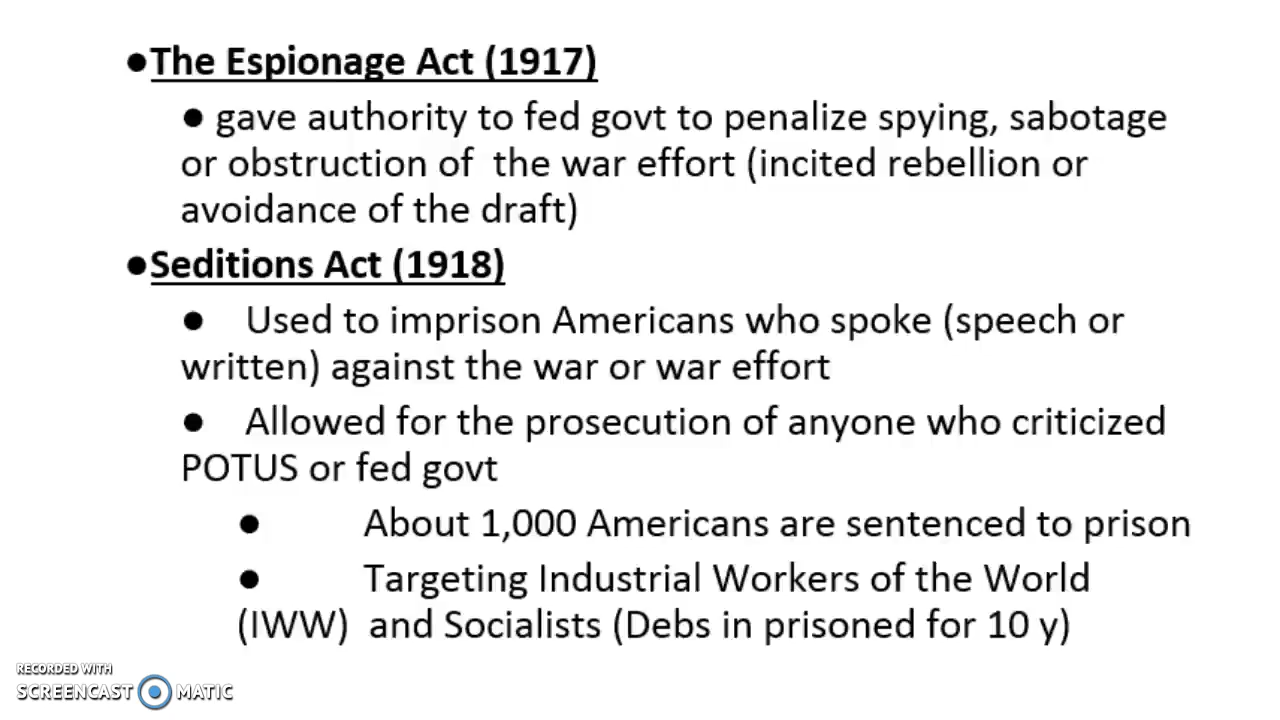 ●The Espionage Act (1917)
● gave authority to fed govt to penalize spying, sabotage
or obstruction of the war effort (incited rebellion or
avoidance of the draft)
●Seditions Act (1918)
● Used to imprison Americans who spoke (speech or
written) against the war or war effort
● Allowed for the prosecution of anyone who criticized
POTUS or fed govt
● About 1,000 Americans are sentenced to prison
● Targeting Industrial Workers of the World
(IWW) and Socialists (Debs in prisoned for 10 y)
RECORDED WITH
SCREENCAST MATIC